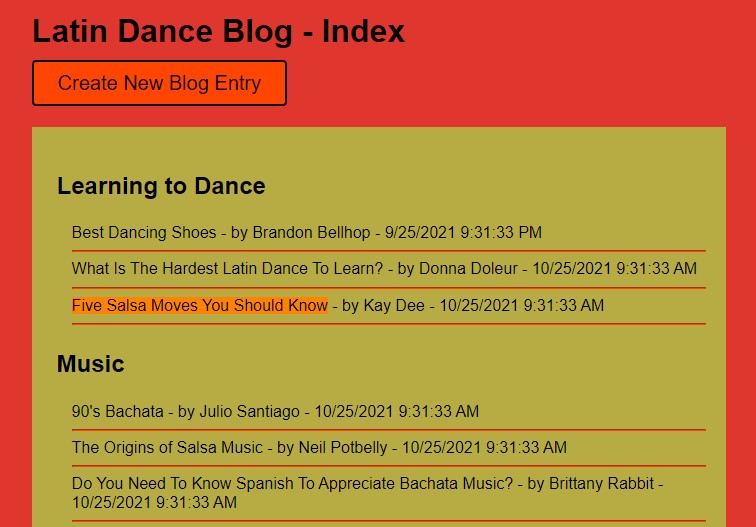 Latin Dance Blog - Index
Create New Blog Entry
Learning to Dance
Best Dancing Shoes - by Brandon Bellhop - 9/25/2021 9:31:33 PM
What Is The Hardest Latin Dance To Learn? - by Donna Doleur - 10/25/2021 9:31:33 AM
Five Salsa Moves You Should Know - by Kay Dee - 10/25/2021 9:31:33 AM
Music
90's Bachata - by Julio Santiago - 10/25/2021 9:31:33 AM
The Origins of Salsa Music - by Neil Potbelly - 10/25/2021 9:31:33 AM
Do You Need To Know Spanish To Appreciate Bachata Music? - by Brittany Rabbit -
10/25/2021 9:31:33 AM